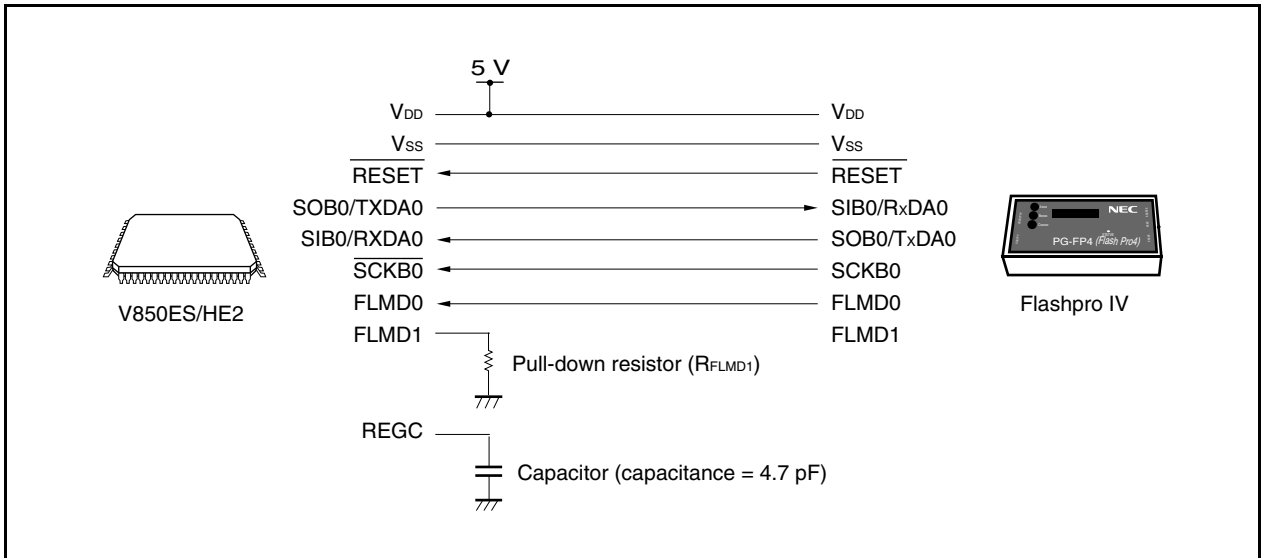 5 V
VDD VDD
VSS VSS
RESET RESET
SOB0/TXDA0 SIB0/RxDA0
SIB0/RXDA0 SOB0/TxDA0
SCKB0 SCKB0
FLMD0 FLMD0
FLMD1 FLMD1
Pull-down resistor (RFLMD1)
REGC
Capacitor (capacitance = 4.7 pF)
V850ES/HE2
NEC
PG-FP4 (Flash Pro4)
Flashpro IV